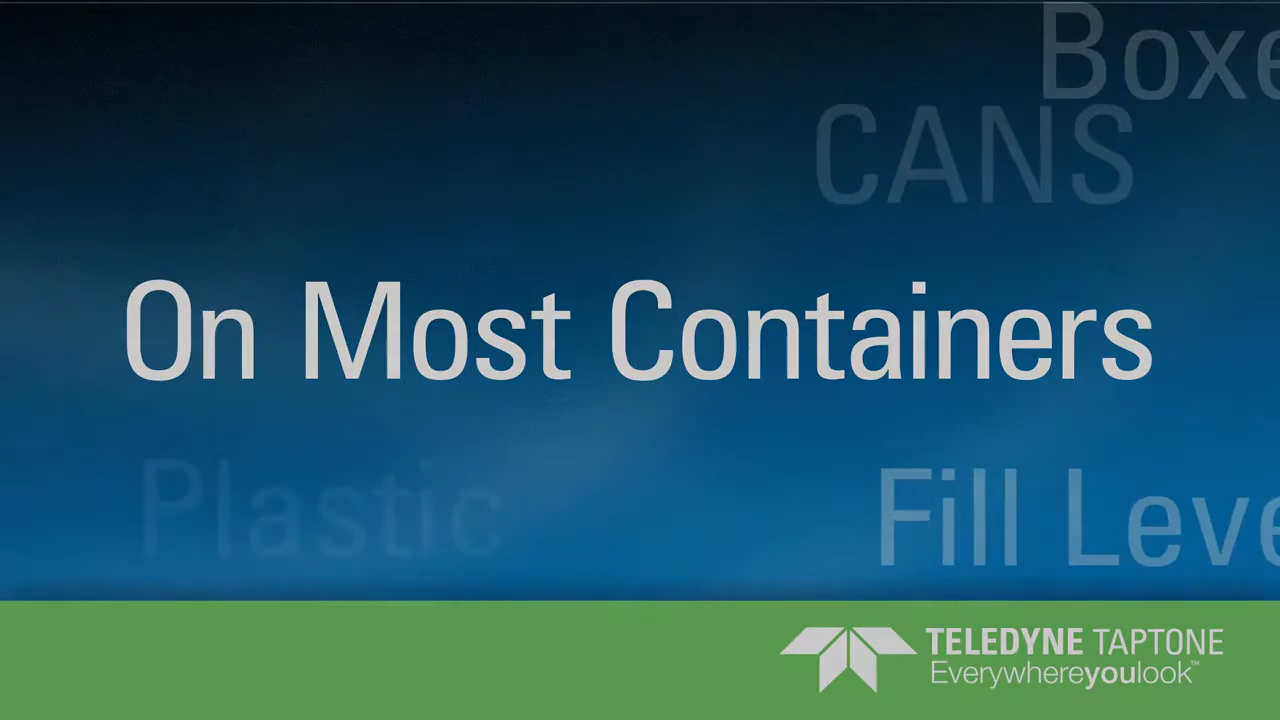 Boxe
CANS
On Most Containers
Plastic
Fill Leve
TELEDYNE TAPTONE
Everywhereyoulook™